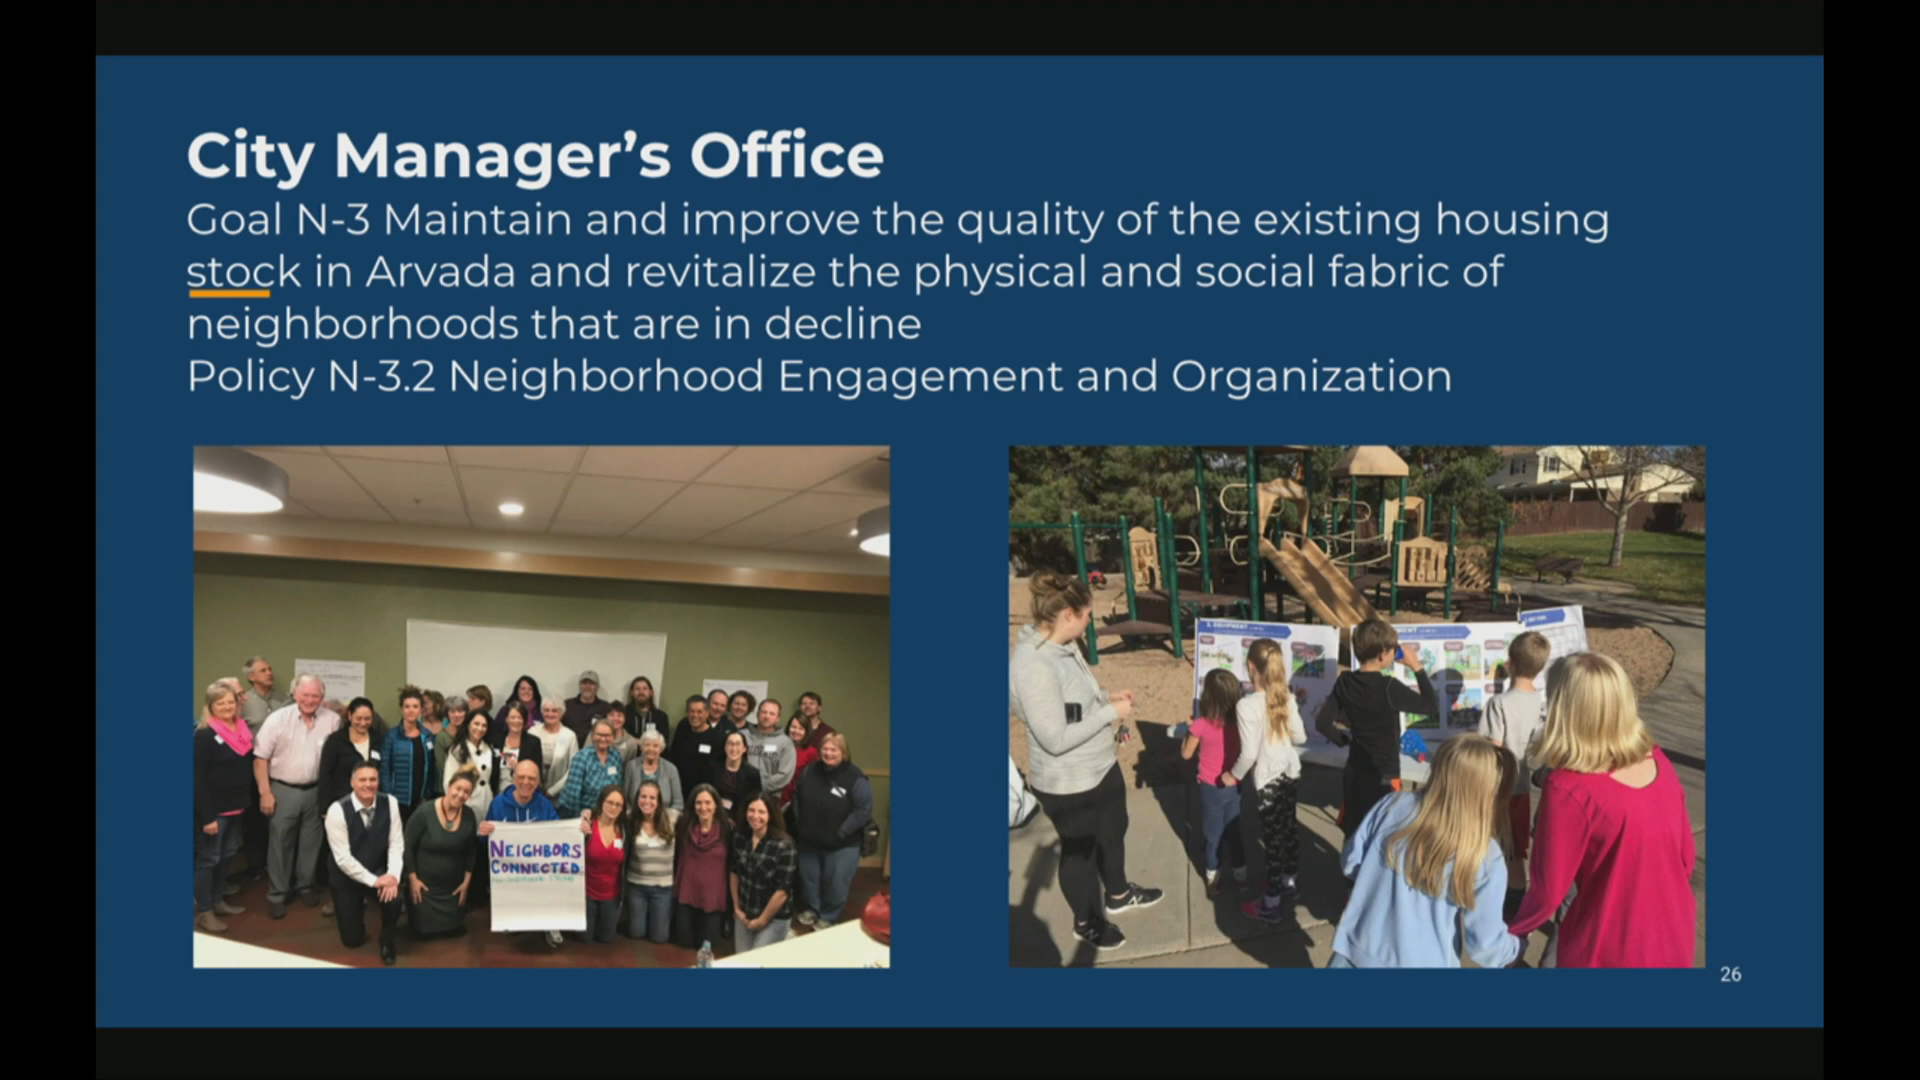 City Manager’s Office
Goal N-3 Maintain and improve the quality of the existing housing
stock in Arvada and revitalize the physical and social fabric of
neighborhoods that are in decline
Policy N-3.2 Neighborhood Engagement and Organization
NEIGHBORS
CONNECTED
26